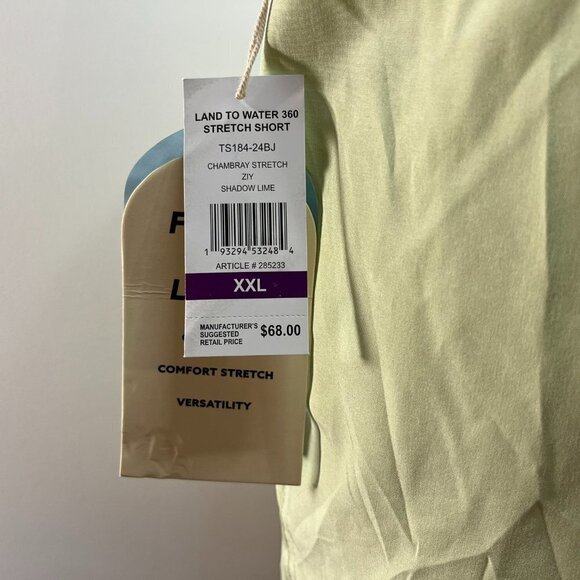 LAND TO WATER 360
STRETCH SHORT
TS184-24BJ
CHAMBRAY STRETCH
ZIY
SHADOW LIME
1 93294 53248 4
ARTICLE # 285233
XXL
MANUFACTURER'S
SUGGESTED
RETAIL PRICE
$68.00
COMFORT STRETCH
VERSATILITY